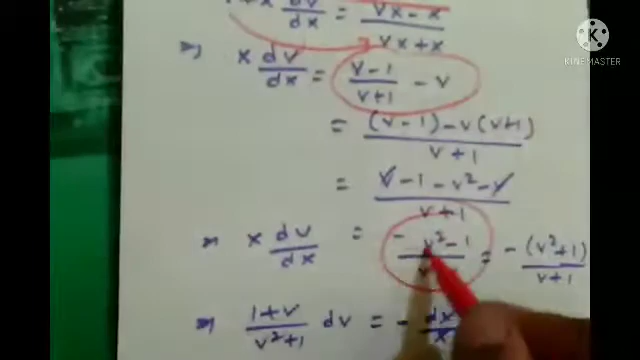 x dv/dx = (vx-x)/(vx+x)
⇒ x dv/dx = (v-1)/(v+1) - v
= ((v-1)-v(v+1))/(v+1)
= (v-1-v²-v)/(v+1)
⇒ x dv/dx = (-v²-1)/v = -(v²+1)/(v+1)
⇒ (1+v)/(v²+1) dv = - dx/x
KINEMASTER